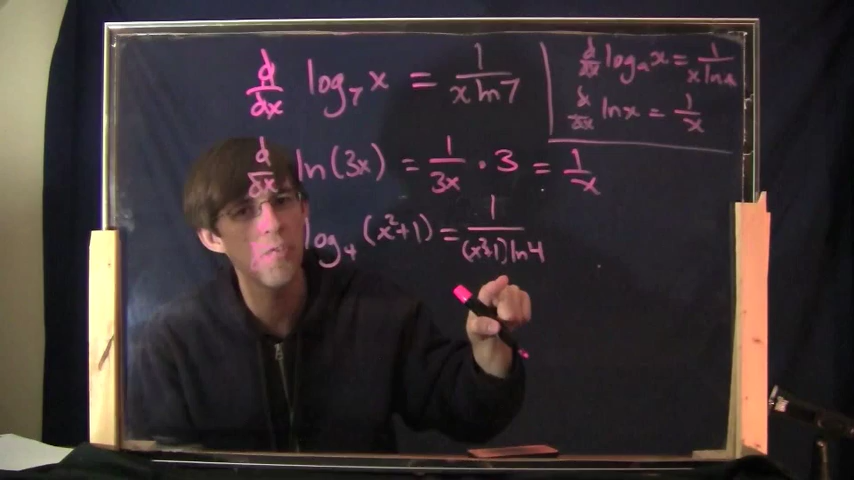 d/dx log₇ x = 1/(x ln 7)
d/dx ln(3x) = 1/(3x) · 3 = 1/x
log₄ (x²+1) = 1/((x²+1) ln 4)
d/dx logₐ x = 1/(x ln a)
d/dx ln x = 1/x